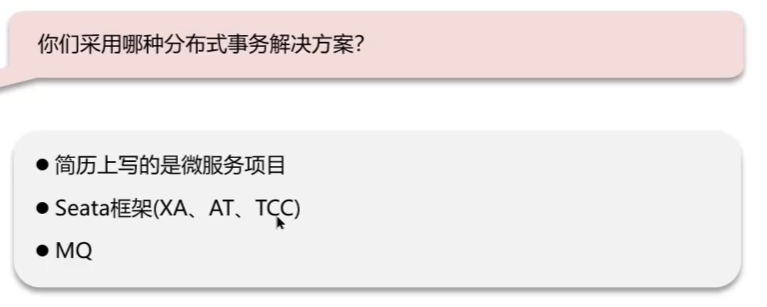 你们采用哪种分布式事务解决方案?
● 简历上写的是微服务项目
● Seata框架(XA、AT、TCC)
● MQ